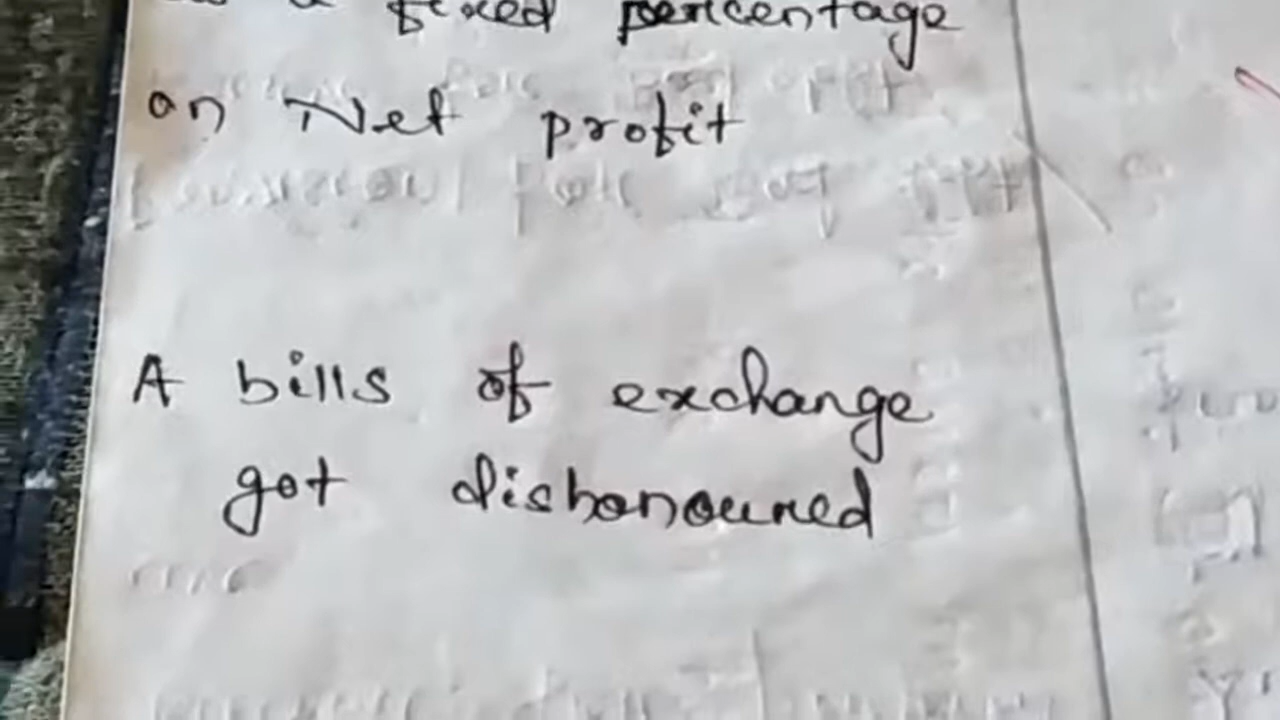 a fixed percentage
on Net profit
A bills of exchange
got dishonoured